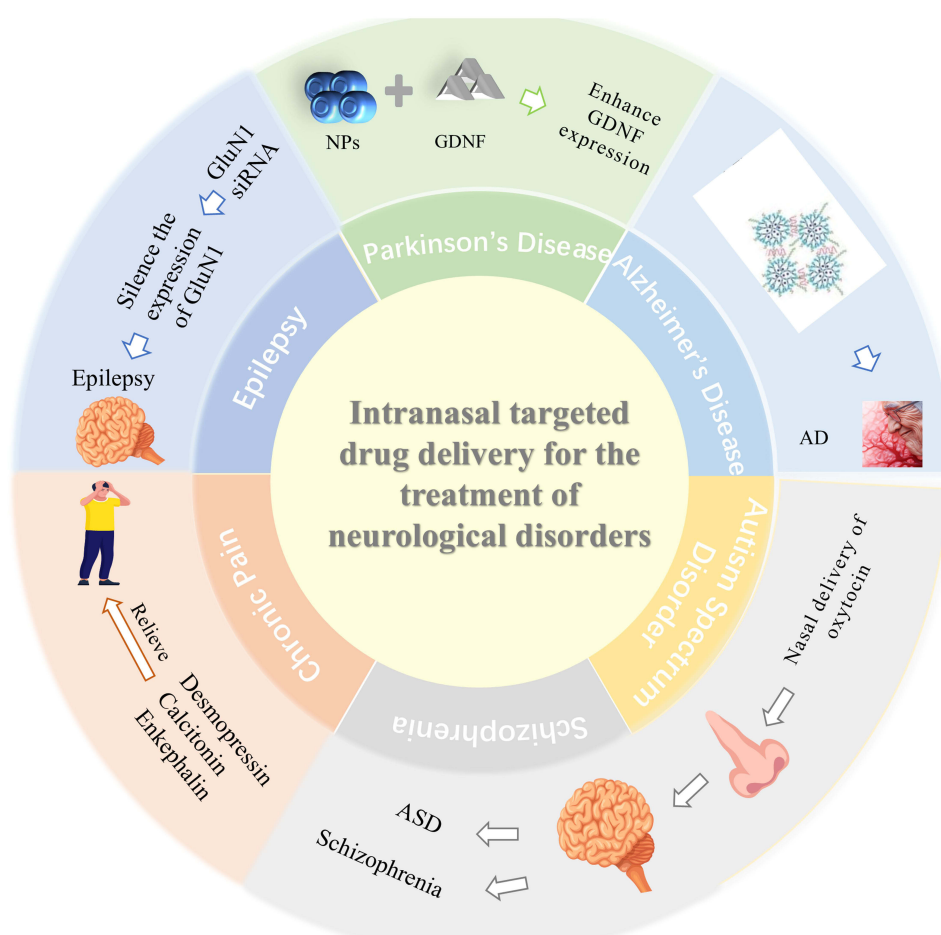 Intranasal targeted
drug delivery for the
treatment of
neurological disorders
Parkinson's Disease
NPs
GDNF
Enhance
GDNF
expression
Alzheimer's Disease
AD
Autism Spectrum
Disorder
Nasal delivery of
oxytocin
Schizophrenia
ASD
Schizophrenia
Chronic Pain
Relieve
Desmopressin
Calcitonin
Enkephalin
Epilepsy
GluN1
siRNA
Silence the
expression
of GluN1
Epilepsy